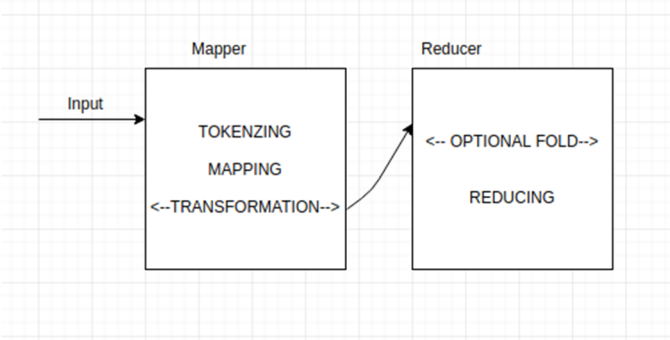 Mapper
Reducer
Input
TOKENZING
MAPPING
<--TRANSFORMATION-->
<-- OPTIONAL FOLD-->
REDUCING